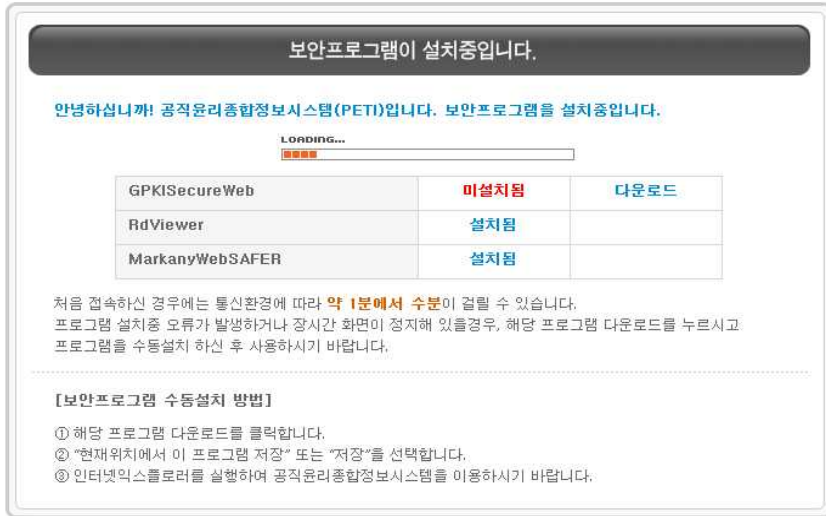 보안프로그램이 설치중입니다.
안녕하십니까! 공직윤리종합정보시스템(PETI)입니다. 보안프로그램을 설치중입니다.
LOADING...
GPKISecureWeb 미설치됨 다운로드
RdViewer 설치됨
MarkanyWebSAFER 설치됨
처음 접속하신 경우에는 통신환경에 따라 약 1분에서 수분이 걸릴 수 있습니다.
프로그램 설치중 오류가 발생하거나 장시간 화면이 정지해 있을경우, 해당 프로그램 다운로드를 누르시고
프로그램을 수동설치 하신 후 사용하시기 바랍니다.
[보안프로그램 수동설치 방법]
① 해당 프로그램 다운로드를 클릭합니다.
② "현재위치에서 이 프로그램 저장" 또는 "저장"을 선택합니다.
③ 인터넷익스플로러를 실행하여 공직윤리종합정보시스템을 이용하시기 바랍니다.